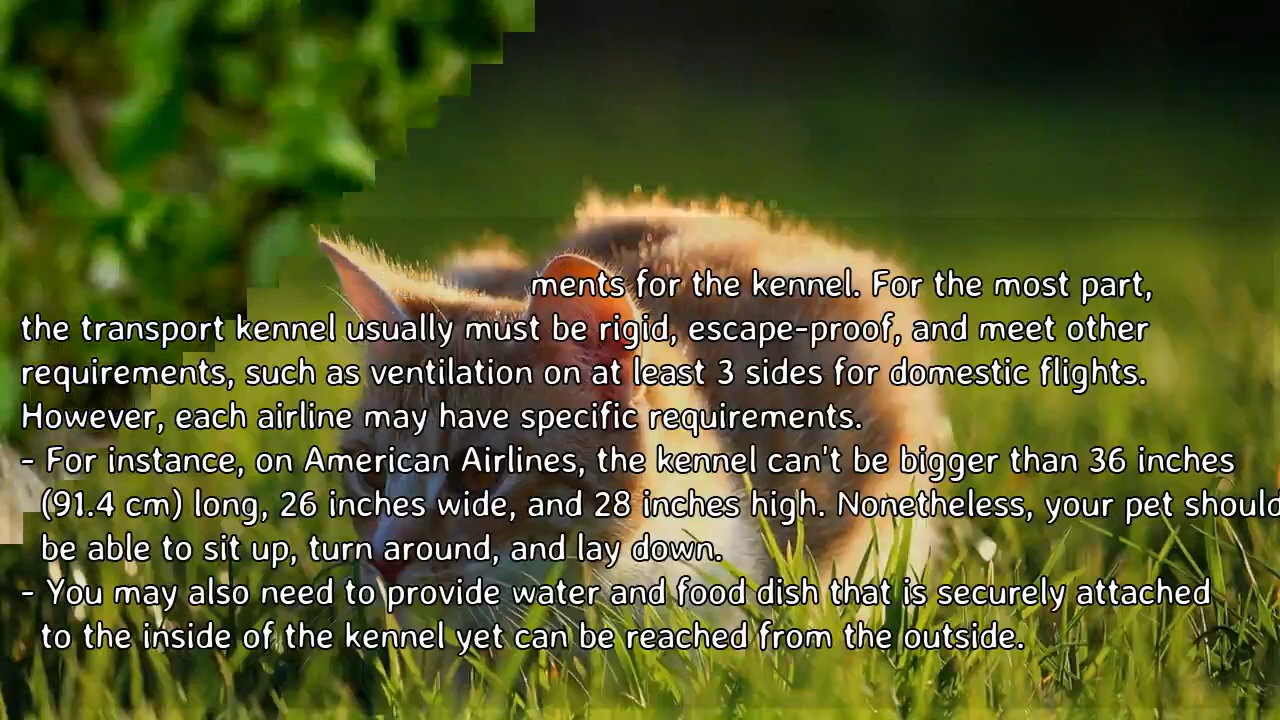 ments for the kennel. For the most part,
the transport kennel usually must be rigid, escape-proof, and meet other
requirements, such as ventilation on at least 3 sides for domestic flights.
However, each airline may have specific requirements.
- For instance, on American Airlines, the kennel can't be bigger than 36 inches
(91.4 cm) long, 26 inches wide, and 28 inches high. Nonetheless, your pet should
be able to sit up, turn around, and lay down.
- You may also need to provide water and food dish that is securely attached
to the inside of the kennel yet can be reached from the outside.